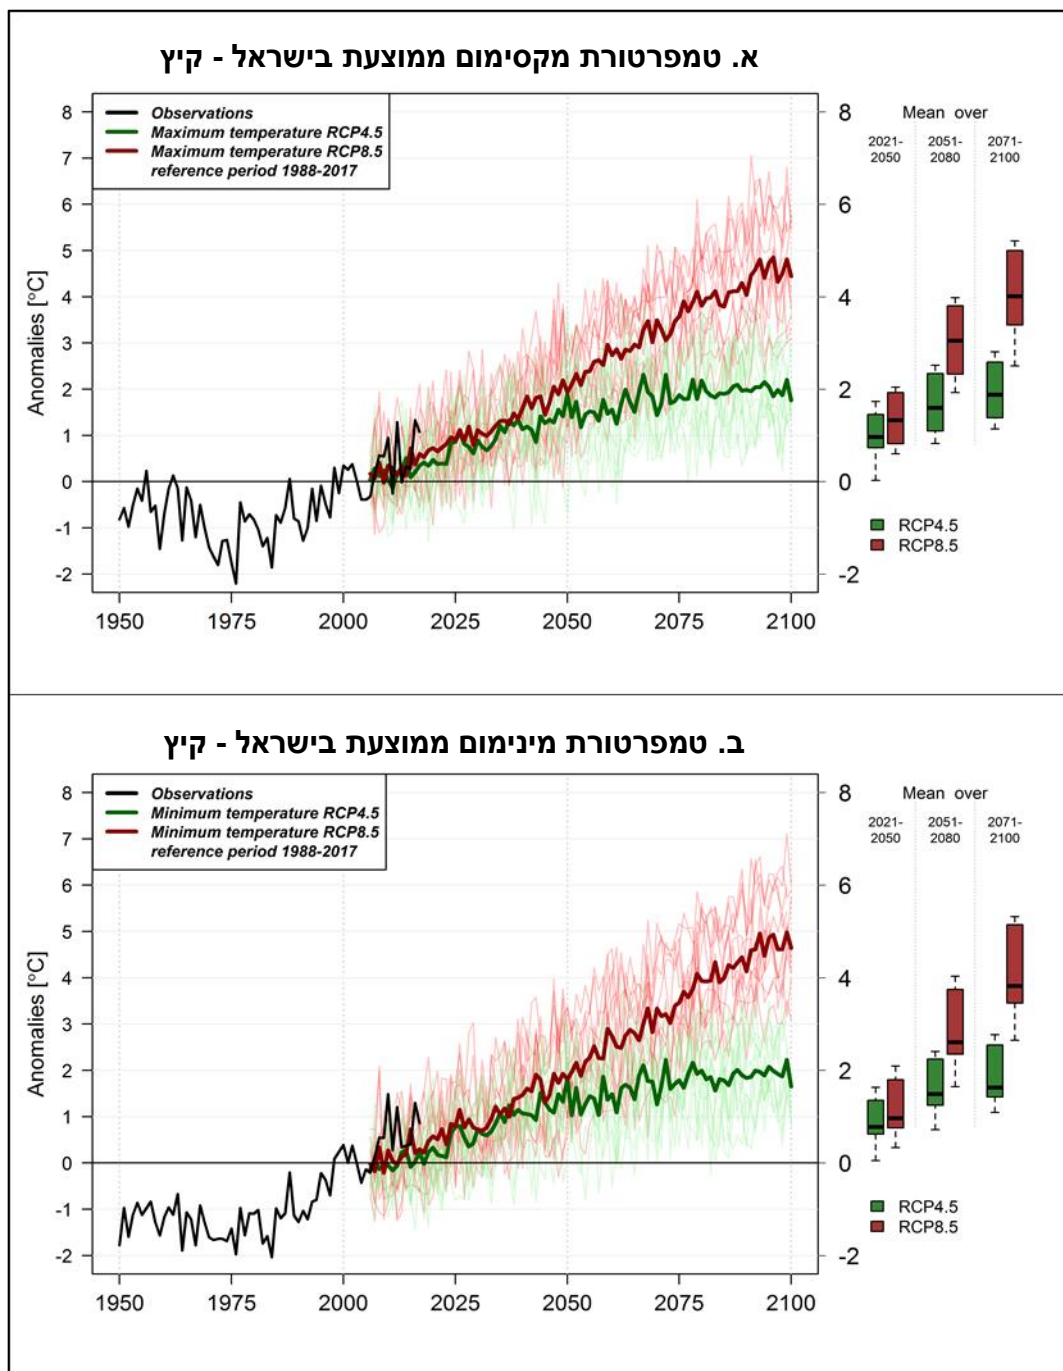 א. טמפרטורת מקסימום ממוצעת בישראל - קיץ
Observations
Maximum temperature RCP4.5
Maximum temperature RCP8.5
reference period 1988-2017
Anomalies [°C]
8
7
6
5
4
3
2
1
0
-1
-2
1950 1975 2000 2025 2050 2075 2100
8
6
4
2
0
-2
Mean over
2021- 2051- 2071-
2050 2080 2100
RCP4.5
RCP8.5
ב. טמפרטורת מינימום ממוצעת בישראל - קיץ
Observations
Minimum temperature RCP4.5
Minimum temperature RCP8.5
reference period 1988-2017
Anomalies [°C]
8
7
6
5
4
3
2
1
0
-1
-2
1950 1975 2000 2025 2050 2075 2100
8
6
4
2
0
-2
Mean over
2021- 2051- 2071-
2050 2080 2100
RCP4.5
RCP8.5